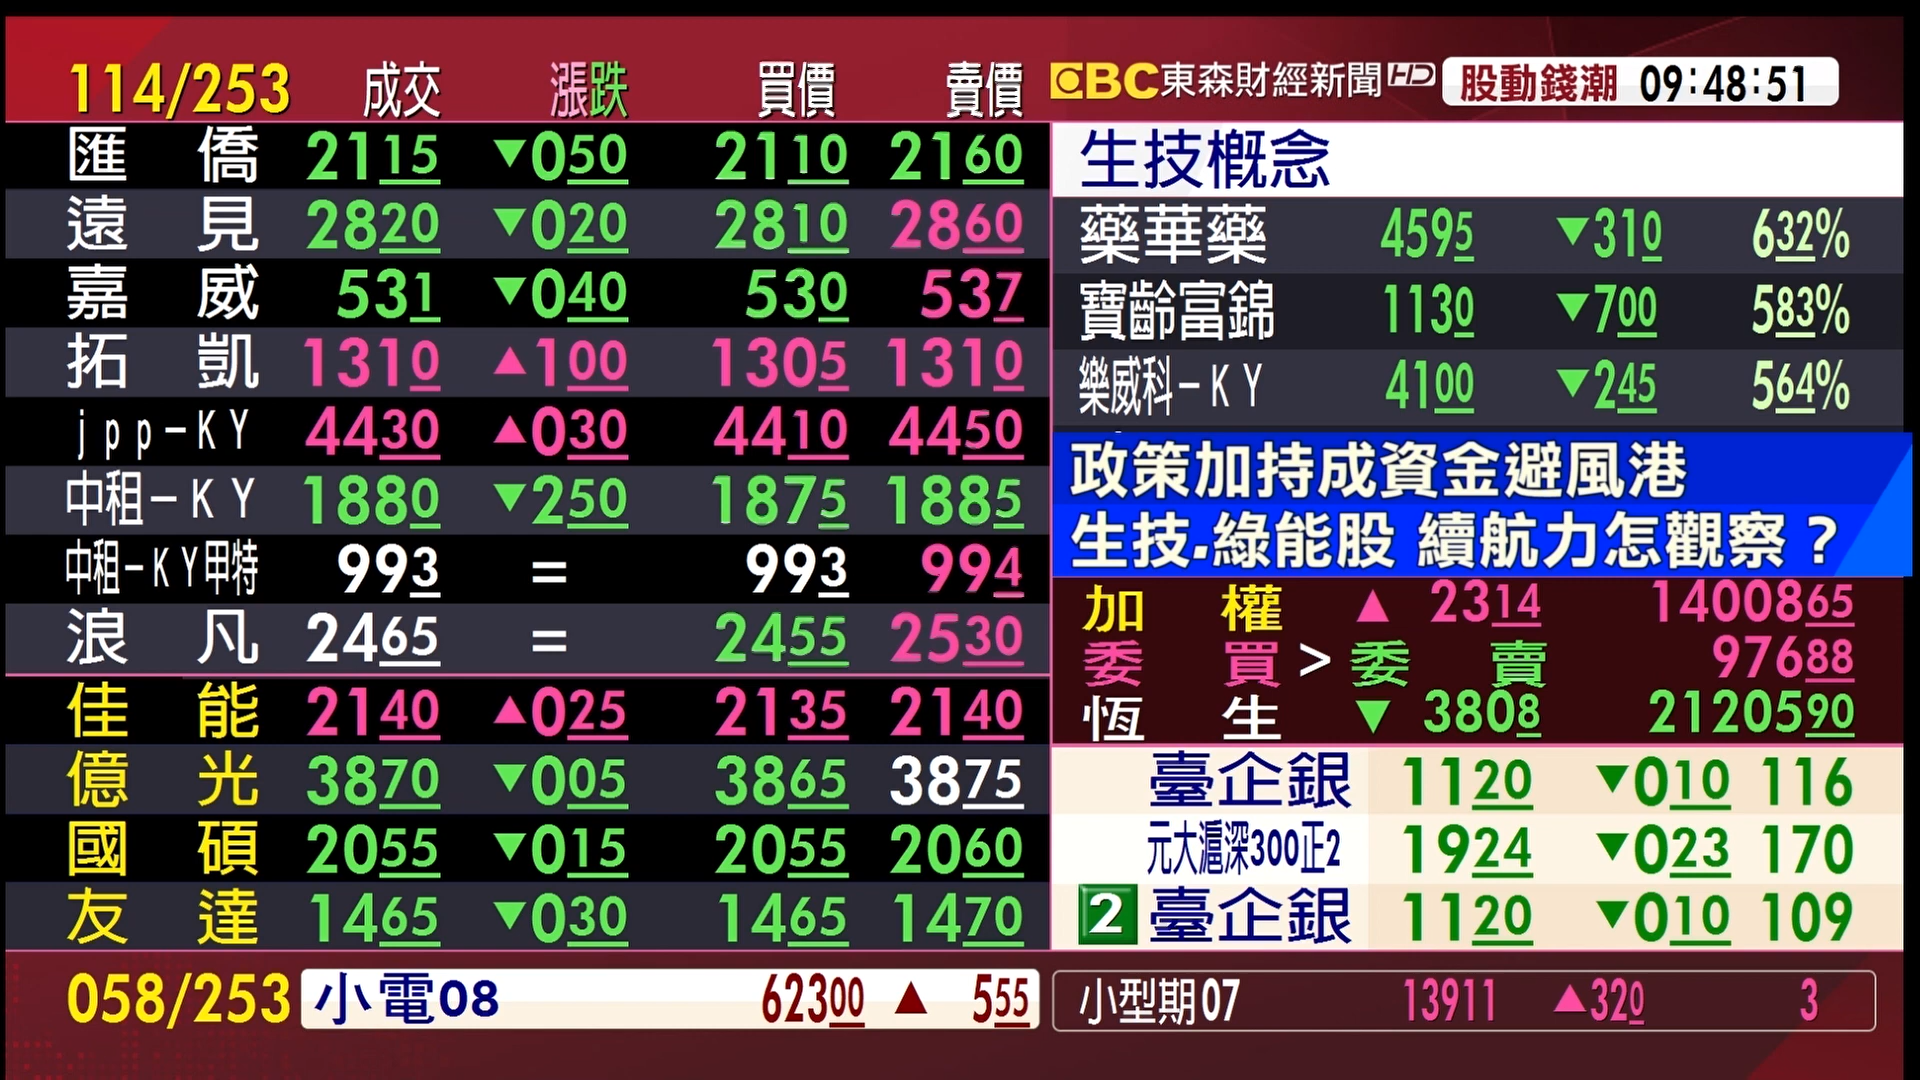 114/253 成交 漲跌 買價 賣價
匯僑 2115 ▼050 2110 2160
遠見 2820 ▼020 2810 2860
嘉威 531 ▼040 530 537
拓凱 1310 ▲100 1305 1310
jpp-KY 4430 ▲030 4410 4450
中租-KY 1880 ▼250 1875 1885
中租-KY甲特 993 = 993 994
浪凡 2465 = 2455 2530
佳能 2140 ▲025 2135 2140
億光 3870 ▼005 3865 3875
國碩 2055 ▼015 2055 2060
友達 1465 ▼030 1465 1470
EBC東森財經新聞HD 股動錢潮 09:48:51
生技概念
藥華藥 4595 ▼310 632%
寶齡富錦 1130 ▼700 583%
樂威科-KY 4100 ▼245 564%
政策加持成資金避風港
生技.綠能股 續航力怎觀察？
加權 ▲ 2314 1400865
委買>委賣 97688
恆生 ▼ 3808 2120590
臺企銀 1120 ▼010 116
元大滬深300正2 1924 ▼023 170
2 臺企銀 1120 ▼010 109
058/253 小電08 62300 ▲ 555
小型期07 13911 ▲320 3